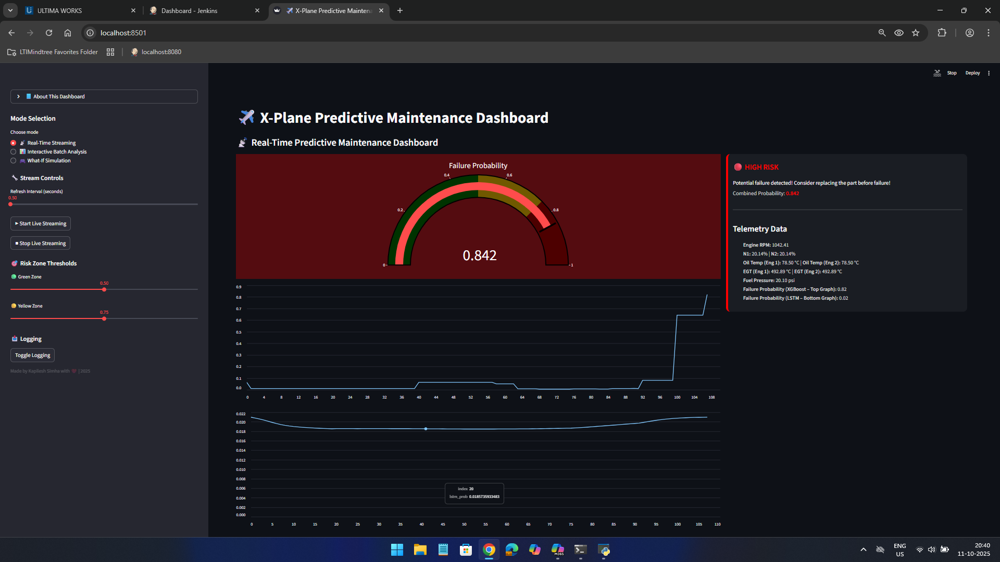 ULTIMA WORKS
Dashboard - Jenkins
X-Plane Predictive Maintenan
localhost:8501
LTIMindtree Favorites Folder
localhost:8080
Stop
Deploy
About This Dashboard
Mode Selection
Choose mode
Real-Time Streaming
Interactive Batch Analysis
What-If Simulation
Stream Controls
Refresh Interval (seconds)
0.50
Start Live Streaming
Stop Live Streaming
Risk Zone Thresholds
Green Zone
0.50
Yellow Zone
0.75
Logging
Toggle Logging
Made by Kapilesh Simha with | 2025
X-Plane Predictive Maintenance Dashboard
Real-Time Predictive Maintenance Dashboard
Failure Probability
0
0.2
0.4
0.6
0.8
1
0.842
HIGH RISK
Potential failure detected! Consider replacing the part before failure!
Combined Probability: 0.842
Telemetry Data
Engine RPM: 1042.41
N1: 20.14% | N2: 20.14%
Oil Temp (Eng 1): 78.50 °C | Oil Temp (Eng 2): 78.50 °C
EGT (Eng 1): 492.89 °C | EGT (Eng 2): 492.89 °C
Fuel Pressure: 20.10 psi
Failure Probability (XGBoost – Top Graph): 0.82
Failure Probability (LSTM – Bottom Graph): 0.02
0.9
0.8
0.7
0.6
0.5
0.4
0.3
0.2
0.1
0.0
0 4 8 12 16 20 24 28 32 36 40 44 48 52 56 60 64 68 72 76 80 84 88 92 96 100 104 108
0.022
0.020
0.018
0.016
0.014
0.012
0.010
0.008
0.006
0.004
0.002
0.000
index 20
lstm_prob 0.0185735933483
0 5 10 15 20 25 30 35 40 45 50 55 60 65 70 75 80 85 90 95 100 105 110
M365
ENG
US
20:40
11-10-2025